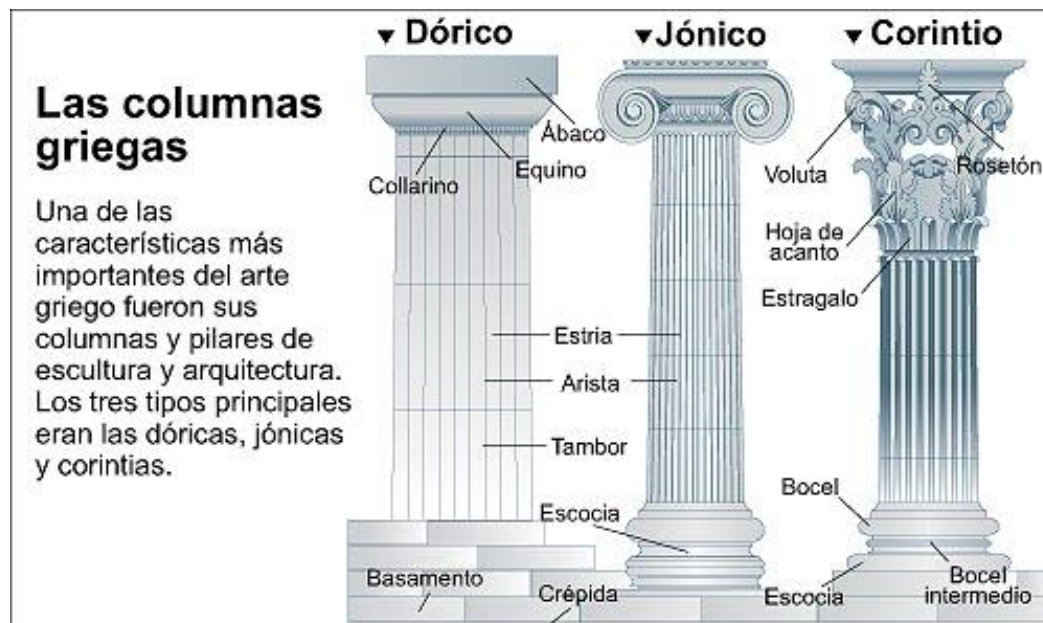 Dórico
Jónico
Corintio
Las columnas
griegas
Una de las
características más
importantes del arte
griego fueron sus
columnas y pilares de
escultura y arquitectura.
Los tres tipos principales
eran las dóricas, jónicas
y corintias.
Ábaco
Equino
Collarino
Voluta
Rosetón
Hoja de
acanto
Estragalo
Estria
Arista
Tambor
Bocel
Escocia
Basamento
Crépida
Escocia
Bocel
intermedio